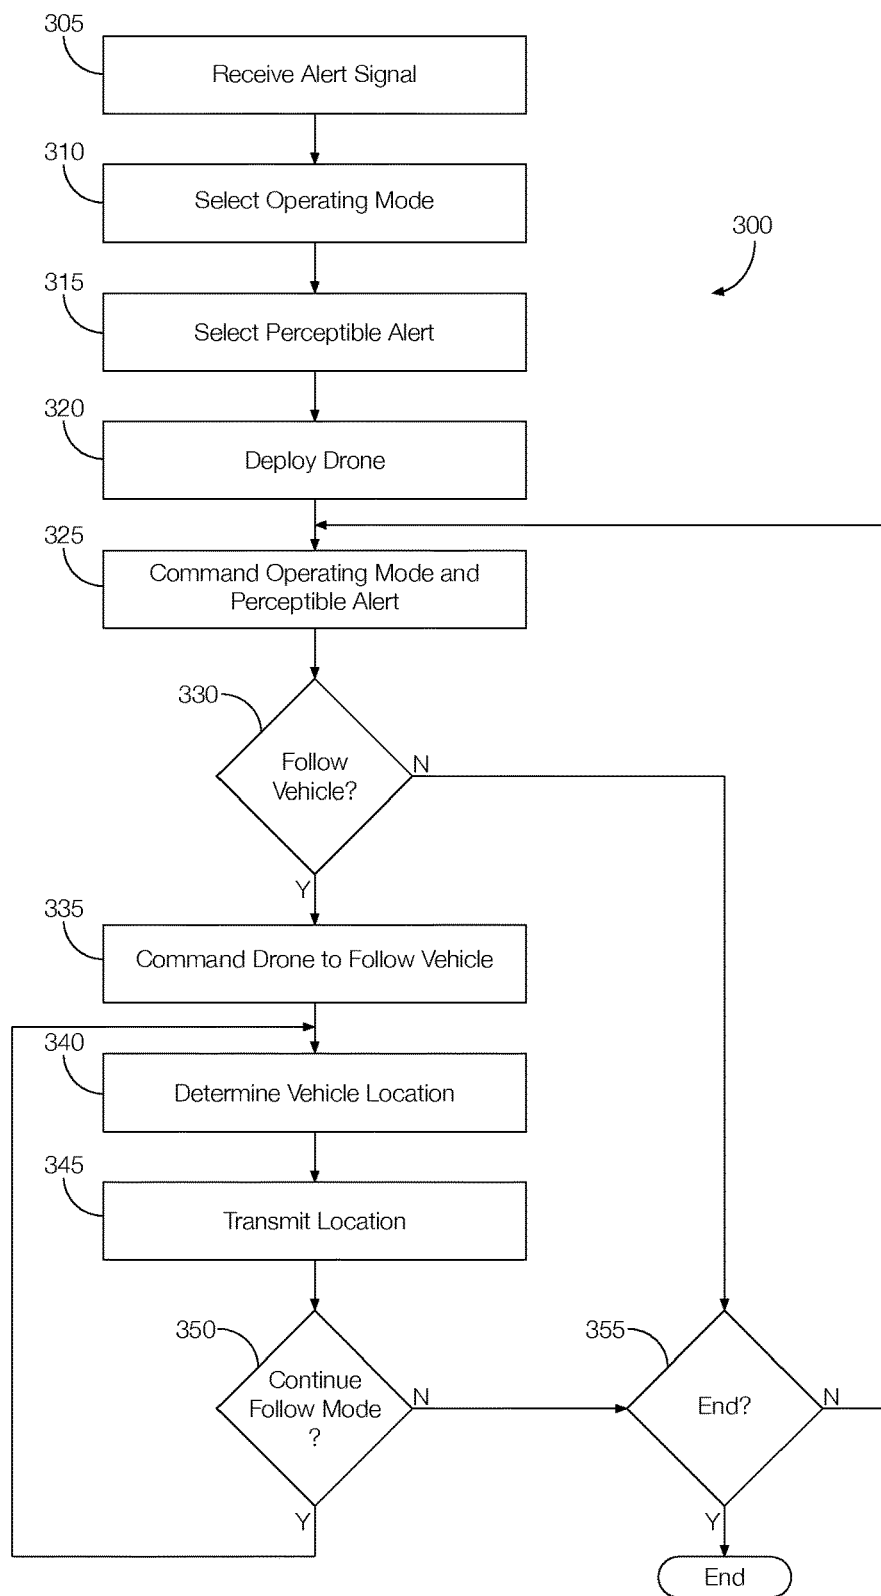 305
Receive Alert Signal
310
Select Operating Mode
300
315
Select Perceptible Alert
320
Deploy Drone
325
Command Operating Mode and
Perceptible Alert
330
Follow
Vehicle?
N
Y
335
Command Drone to Follow Vehicle
340
Determine Vehicle Location
345
Transmit Location
350
Continue
Follow Mode
?
N
Y
355
End?
N
Y
End